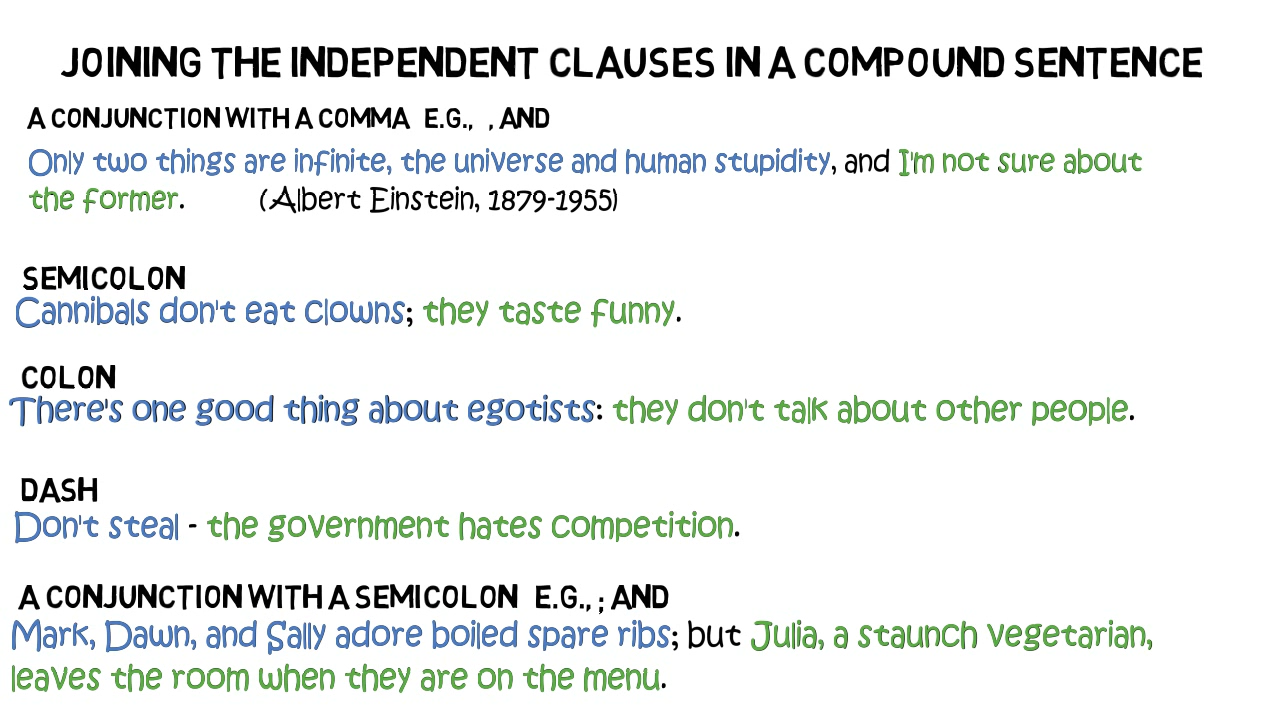 JOINING THE INDEPENDENT CLAUSES IN A COMPOUND SENTENCE
A CONJUNCTION WITH A COMMA E.G., , AND
Only two things are infinite, the universe and human stupidity, and I'm not sure about
the former. (Albert Einstein, 1879-1955)
SEMICOLON
Cannibals don't eat clowns; they taste funny.
COLON
There's one good thing about egotists: they don't talk about other people.
DASH
Don't steal - the government hates competition.
A CONJUNCTION WITH A SEMICOLON E.G., ; AND
Mark, Dawn, and Sally adore boiled spare ribs; but Julia, a staunch vegetarian,
leaves the room when they are on the menu.